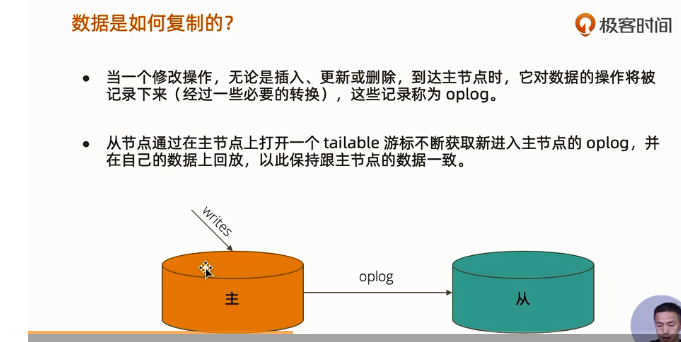 数据是如何复制的？
极客时间
● 当一个修改操作，无论是插入、更新或删除，到达主节点时，它对数据的操作将被
记录下来（经过一些必要的转换），这些记录称为 oplog。
● 从节点通过在主节点上打开一个 tailable 游标不断获取新进入主节点的 oplog，并
在自己的数据上回放，以此保持跟主节点的数据一致。
writes
主
oplog
从